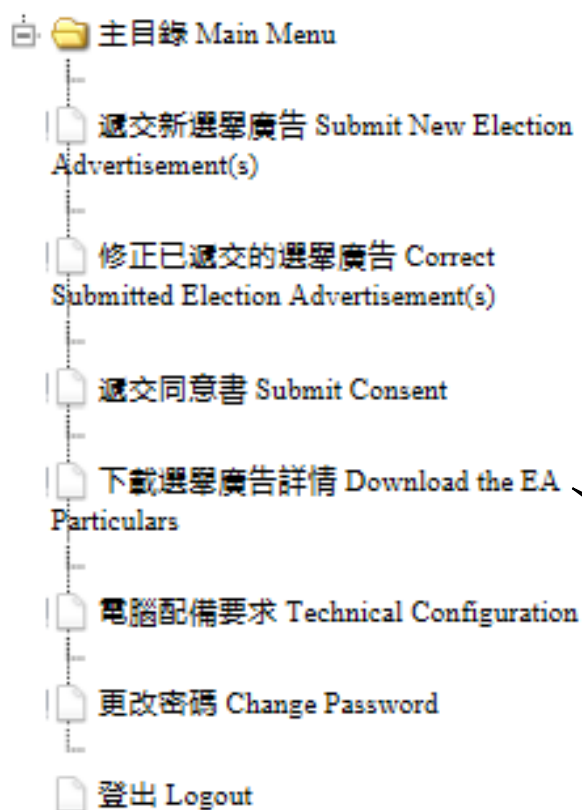 主目錄 Main Menu
遞交新選舉廣告 Submit New Election
Advertisement(s)
修正已遞交的選舉廣告 Correct
Submitted Election Advertisement(s)
遞交同意書 Submit Consent
下載選舉廣告詳情 Download the EA
Particulars
電腦配備要求 Technical Configuration
更改密碼 Change Password
登出 Logout